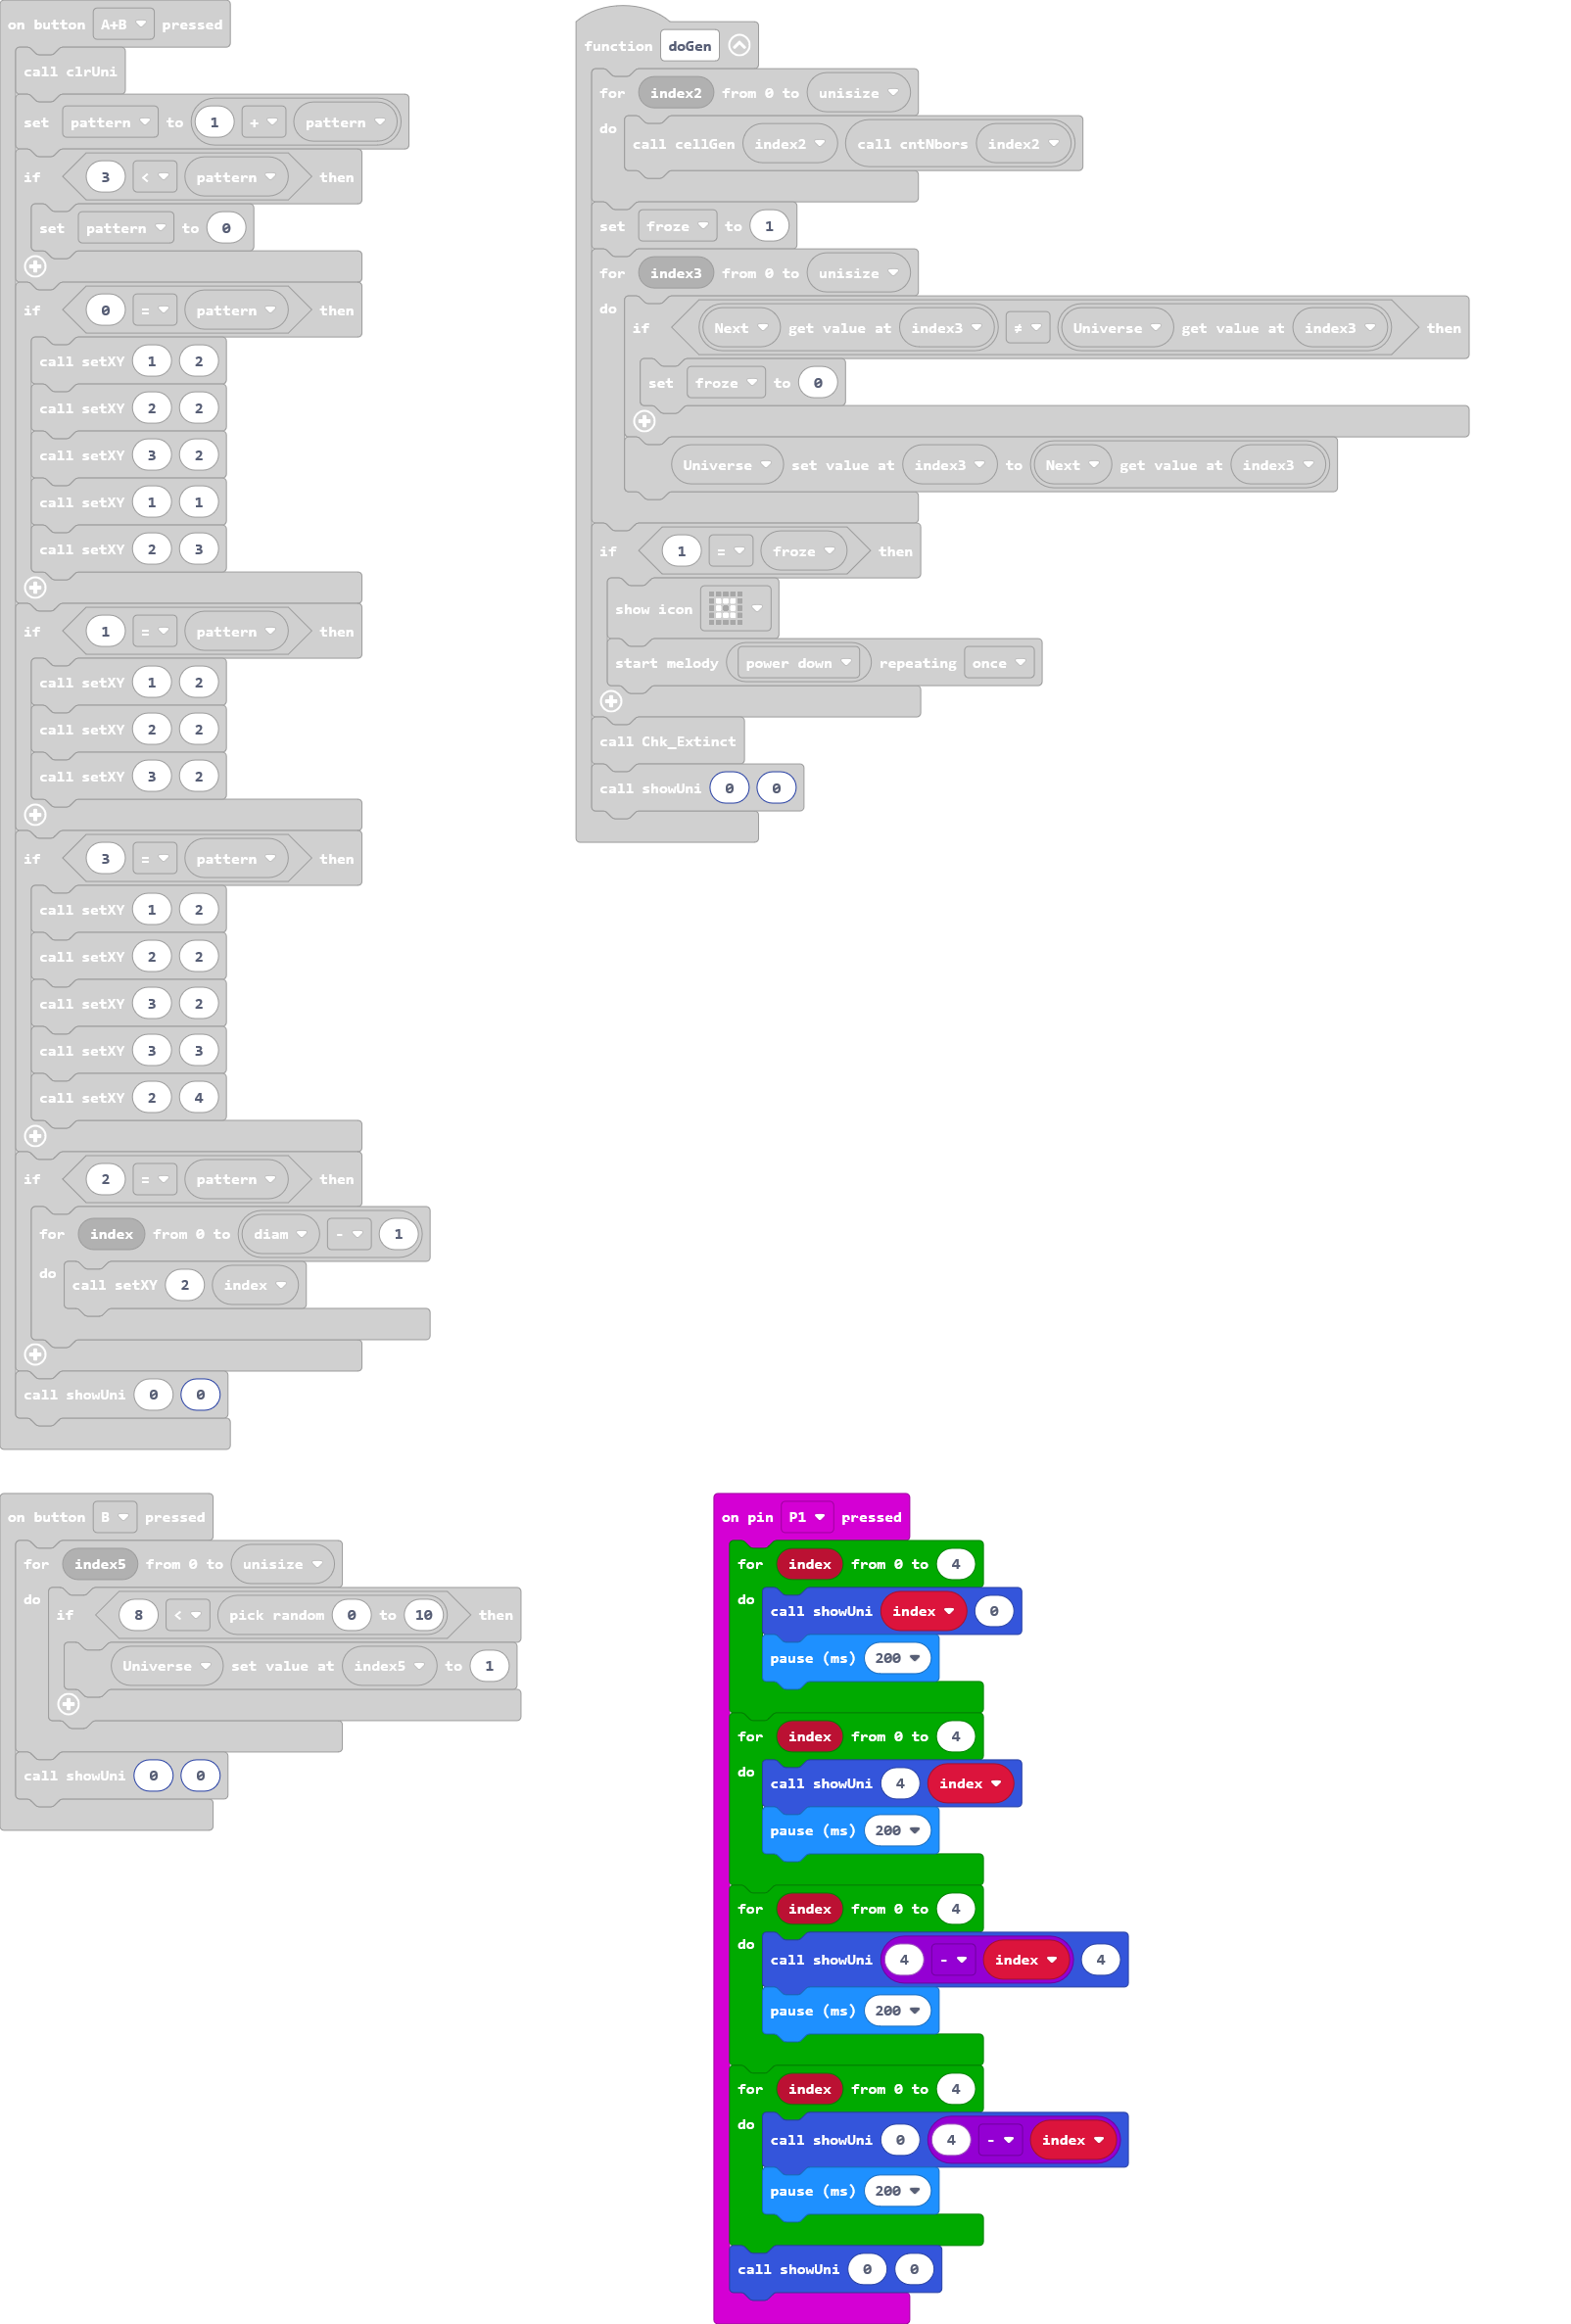 on button A+B pressed
call clrUni
set pattern to 1 + pattern
if 3 < pattern then
set pattern to 0
if 0 = pattern then
call setXY 1 2
call setXY 2 2
call setXY 3 2
call setXY 1 1
call setXY 2 3
if 1 = pattern then
call setXY 1 2
call setXY 2 2
call setXY 3 2
if 3 = pattern then
call setXY 1 2
call setXY 2 2
call setXY 3 2
call setXY 3 3
call setXY 2 4
if 2 = pattern then
for index from 0 to diam - 1
do
call setXY 2 index
call showUni 0 0
function doGen
for index2 from 0 to unisize
do
call cellGen index2 call cntNbors index2
set froze to 1
for index3 from 0 to unisize
do
if Next get value at index3 ≠ Universe get value at index3 then
set froze to 0
Universe set value at index3 to Next get value at index3
if 1 = froze then
show icon
start melody power down repeating once
call Chk_Extinct
call showUni 0 0
on button B pressed
for index5 from 0 to unisize
do
if 8 < pick random 0 to 10 then
Universe set value at index5 to 1
call showUni 0 0
on pin P1 pressed
for index from 0 to 4
do
call showUni index 0
pause (ms) 200
for index from 0 to 4
do
call showUni 4 index
pause (ms) 200
for index from 0 to 4
do
call showUni 4 - index 4
pause (ms) 200
for index from 0 to 4
do
call showUni 0 4 - index
pause (ms) 200
call showUni 0 0